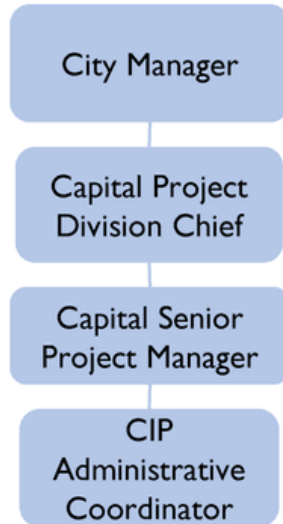 City Manager
Capital Project
Division Chief
Capital Senior
Project Manager
CIP
Administrative
Coordinator